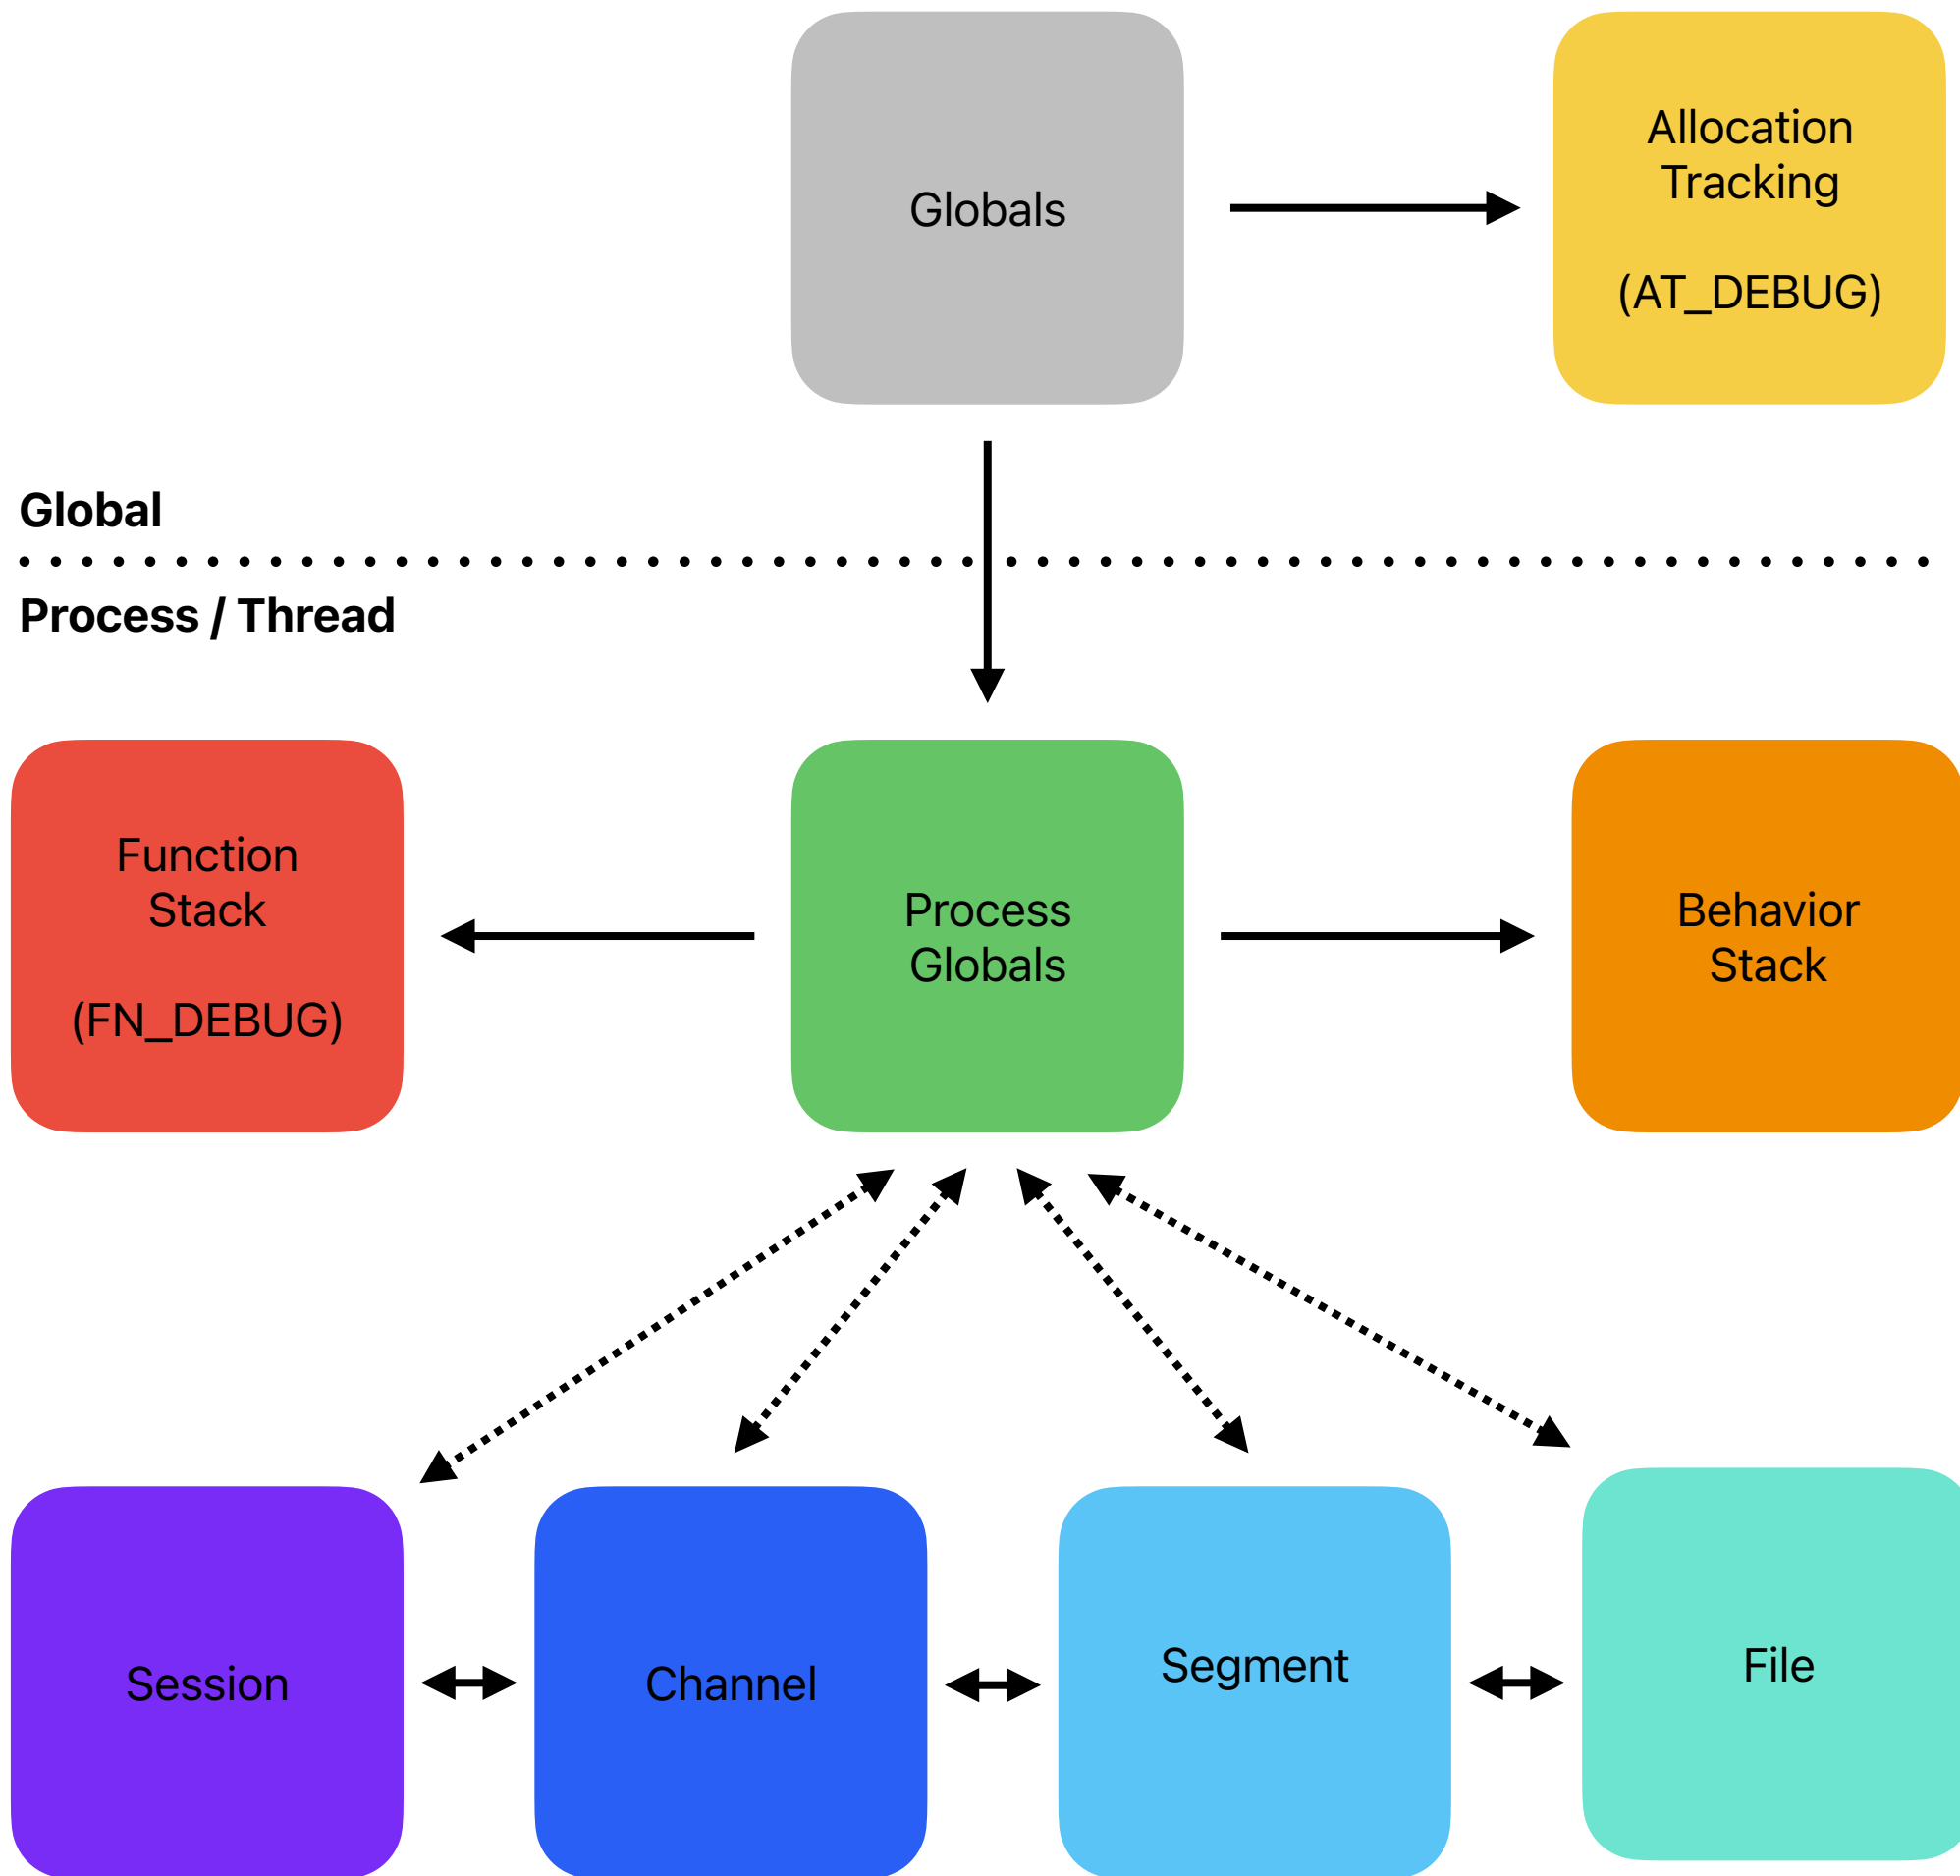 Globals
Allocation
Tracking
(AT_DEBUG)
Global
Process / Thread
Function
Stack
(FN_DEBUG)
Process
Globals
Behavior
Stack
Session
Channel
Segment
File